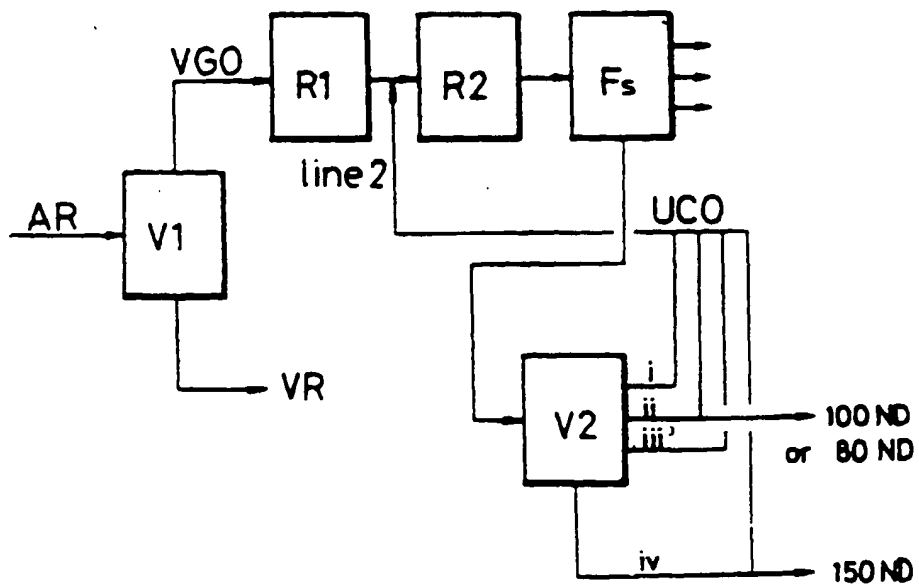 VGO
R1
R2
Fs
line 2
AR
V1
UCO
VR
i
V2
ii
iii'
100 ND
or 80 ND
iv
150 ND